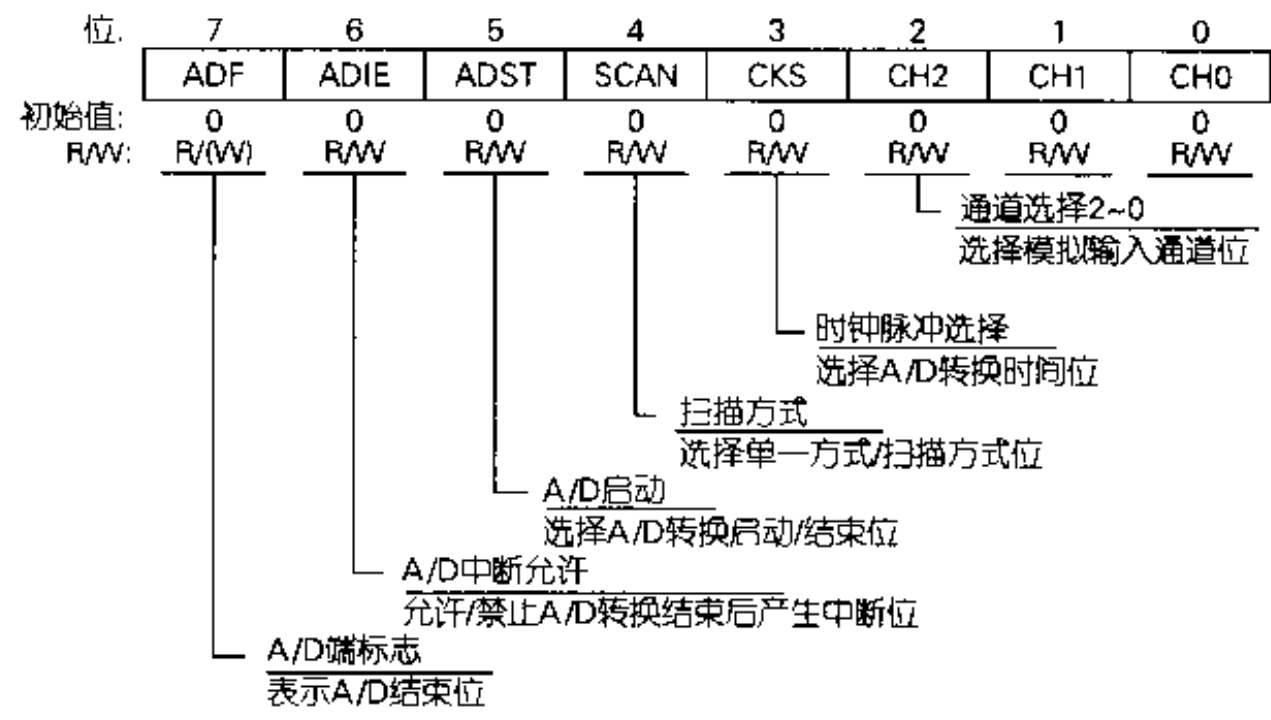 位. 7 6 5 4 3 2 1 0
ADF ADIE ADST SCAN CKS CH2 CH1 CH0
初始值: 0 0 0 0 0 0 0 0
R/W: R/(W) R/W R/W R/W R/W R/W R/W R/W
通道选择2~0
选择模拟输入通道位
时钟脉冲选择
选择A/D转换时间位
扫描方式
选择单一方式/扫描方式位
A/D启动
选择A/D转换启动/结束位
A/D中断允许
允许/禁止A/D转换结束后产生中断位
A/D端标志
表示A/D结束位